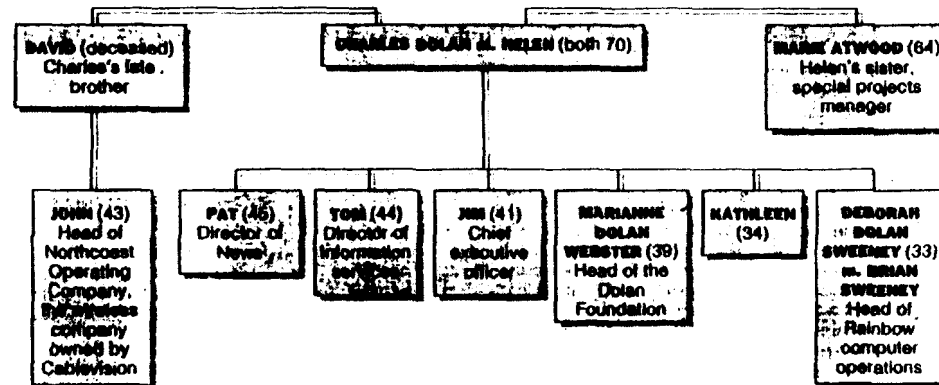 DAVID (deceased)
Charles's late
brother
CHARLES DOLAN M. HELEN (both 70)
MARIE ATWOOD (64)
Helen's sister,
special projects
manager
JOHN (43)
Head of
Northcoast
Operating
Company,
company
owned by
Cablevision
PAT (45)
Director of
News
TOM (44)
Director of
information
services
JIM (41)
Chief
executive
officer
MARIANNE
DOLAN
WEBSTER (39)
Head of the
Dolan
Foundation
KATHLEEN
(34)
DEBORAH
DOLAN
SWEENEY (33)
M. BRIAN
SWEENEY
Head of
Rainbow
computer
operations